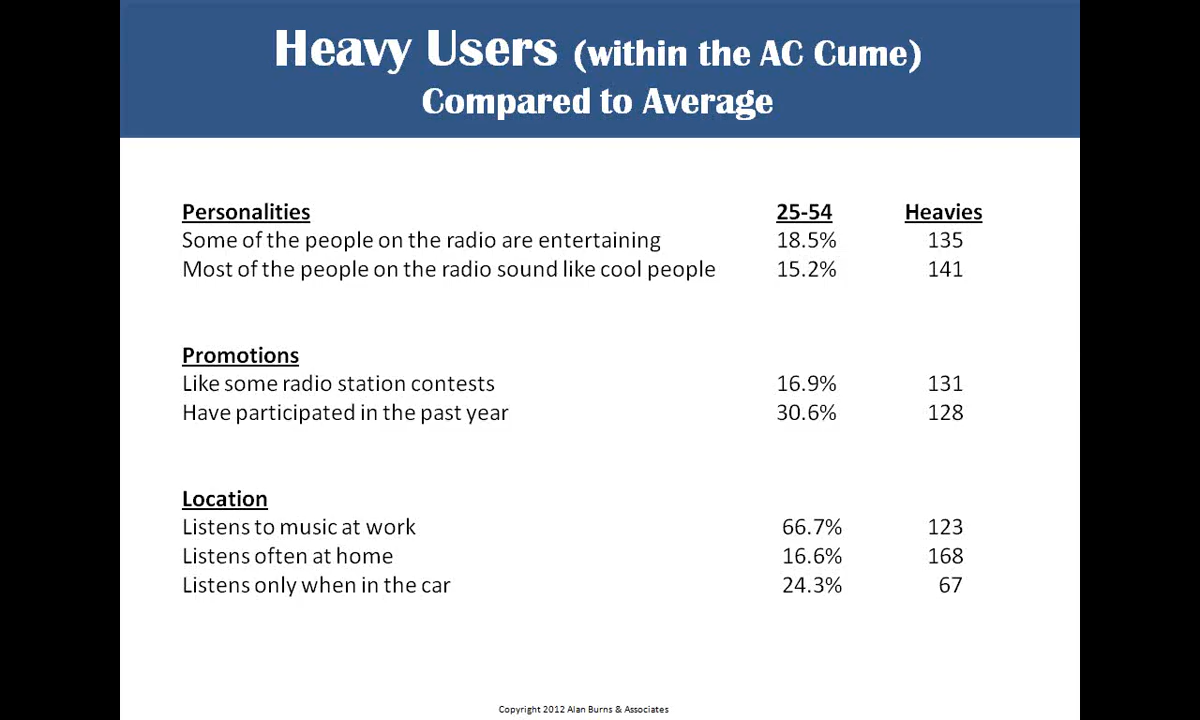 Heavy Users (within the AC Cume)
Compared to Average
Personalities 25-54 Heavies
Some of the people on the radio are entertaining 18.5% 135
Most of the people on the radio sound like cool people 15.2% 141
Promotions
Like some radio station contests 16.9% 131
Have participated in the past year 30.6% 128
Location
Listens to music at work 66.7% 123
Listens often at home 16.6% 168
Listens only when in the car 24.3% 67
Copyright 2012 Alan Burns & Associates